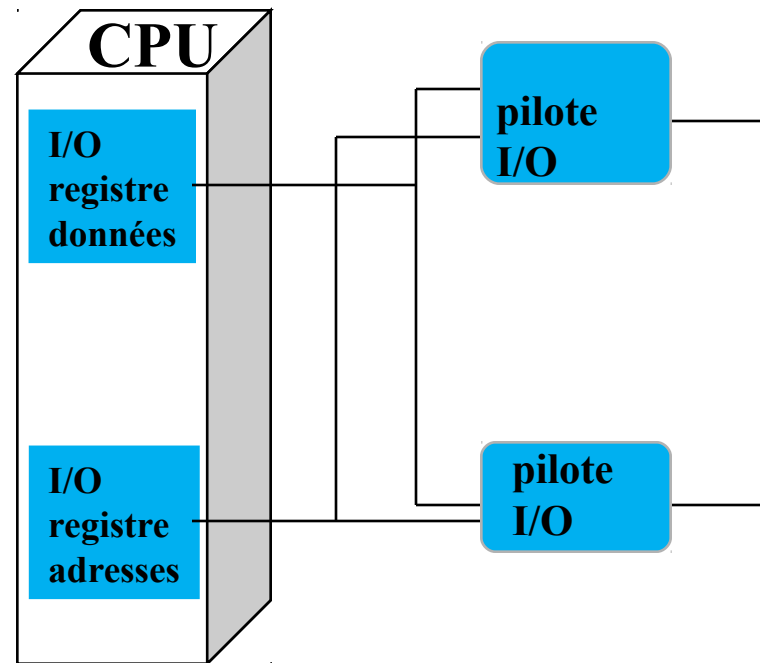 CPU
I/O
registre
données
I/O
registre
adresses
pilote
I/O
pilote
I/O